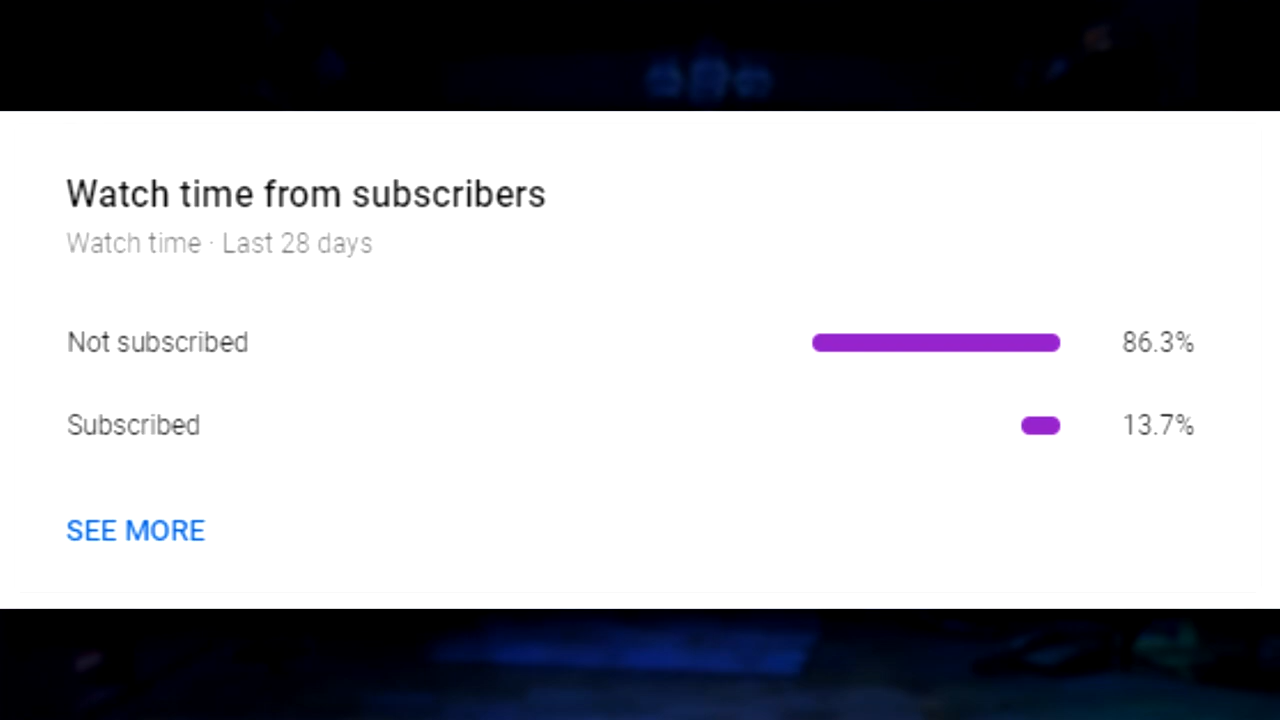 Watch time from subscribers
Watch time · Last 28 days
Not subscribed 86.3%
Subscribed 13.7%
SEE MORE